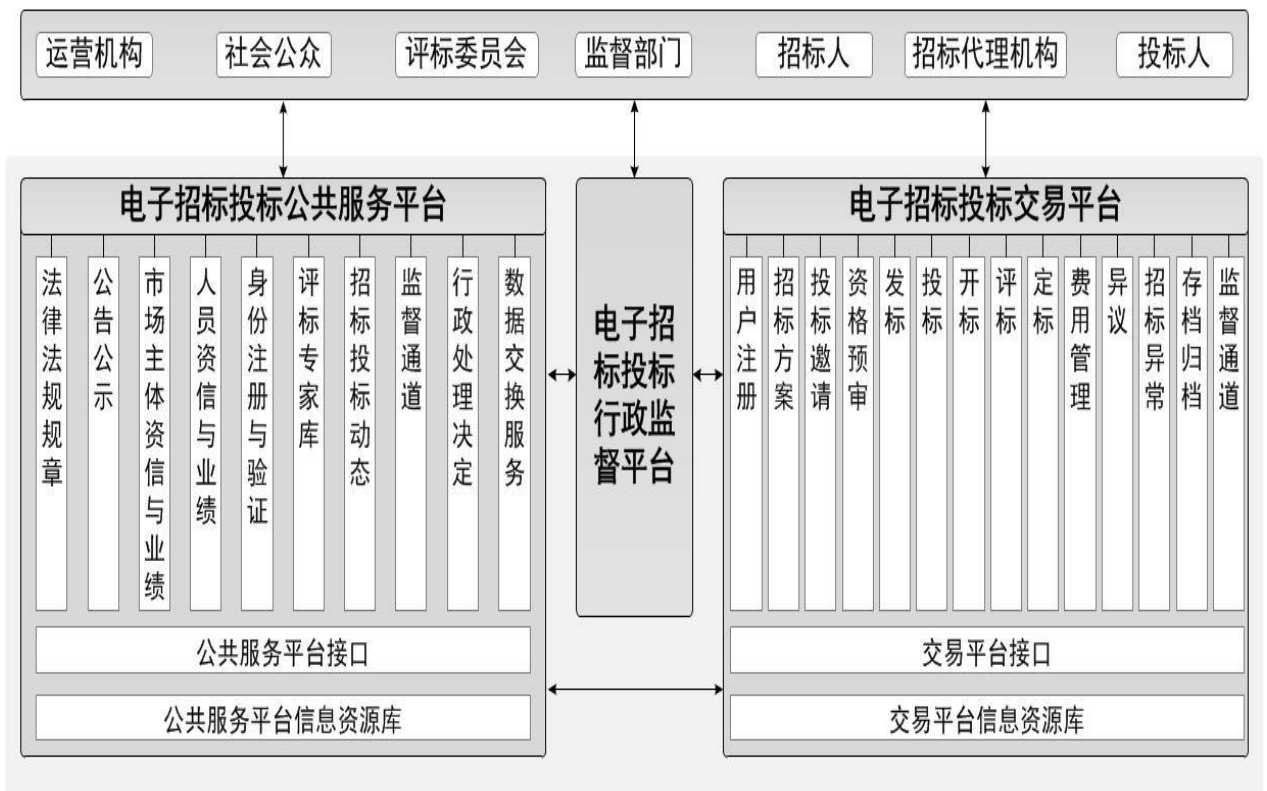 运营机构
社会公众
评标委员会
监督部门
招标人
招标代理机构
投标人
电子招标投标公共服务平台
法律法规规章
公告公示
市场主体资信与业绩
人员资信与业绩
身份注册与验证
评标专家库
招标投标动态
监督通道
行政处理决定
数据交换服务
公共服务平台接口
公共服务平台信息资源库
电子招
标投标
行政监
督平台
电子招标投标交易平台
用户注册
招标方案
投标邀请
资格预审
发标
投标
开标
评标
定标
费用管理
异议
招标异常
存档归档
监督通道
交易平台接口
交易平台信息资源库